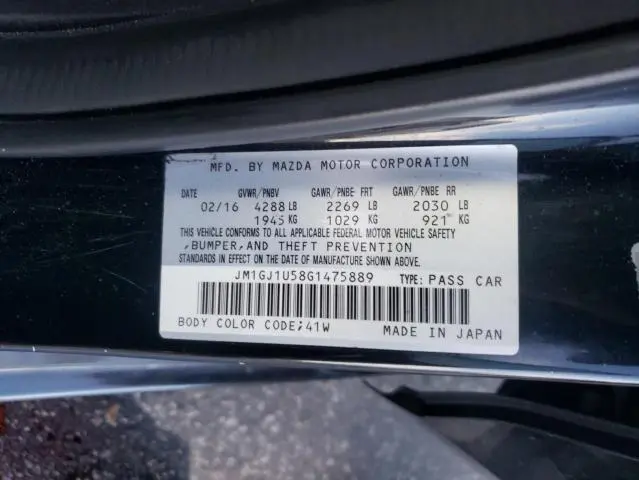 MFD. BY MAZDA MOTOR CORPORATION
DATE GVWR/PNBV GAWR/PNBE FRT GAWR/PNBE RR
02/16 4288 LB 2269 LB 2030 LB
1945 KG 1029 KG 921 KG
THIS VEHICLE CONFORMS TO ALL APPLICABLE FEDERAL MOTOR VEHICLE SAFETY
,BUMPER,AND THEFT PREVENTION
STANDARDS IN EFFECT ON THE DATE OF MANUFACTURE SHOWN ABOVE.
JM1GJ1U58G1475889 TYPE: PASS CAR
BODY COLOR CODE;41W MADE IN JAPAN